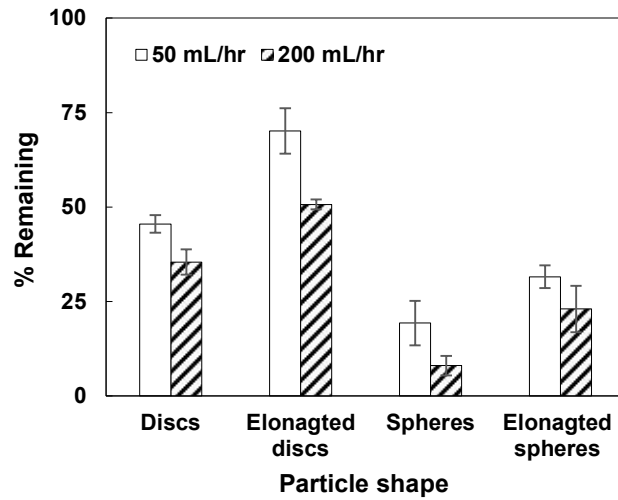 100
50 mL/hr 200 mL/hr
75
% Remaining
50
25
0
Discs Elonagted discs Spheres Elonagted spheres
Particle shape